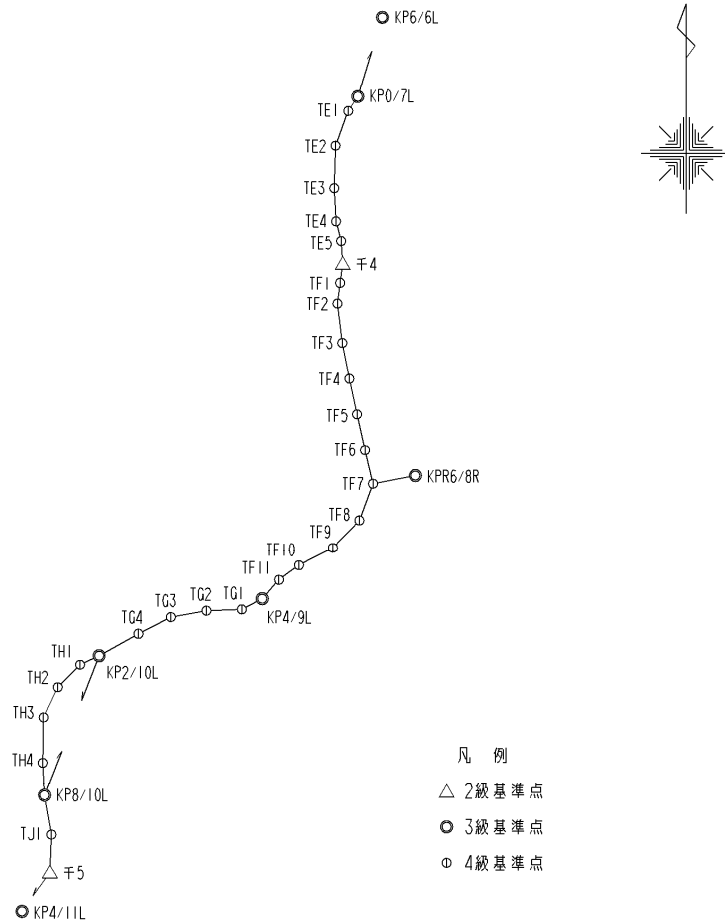 KP6/6L
KP0/7L
TE1
TE2
TE3
TE4
TE5
千4
TF1
TF2
TF3
TF4
TF5
TF6
TF7
KPR6/8R
TF8
TF9
TF10
TF11
KP4/9L
TG1
TG2
TG3
TG4
KP2/10L
TH1
TH2
TH3
TH4
KP8/10L
TJ1
千5
KP4/11L
凡 例
2級基準点
3級基準点
4級基準点